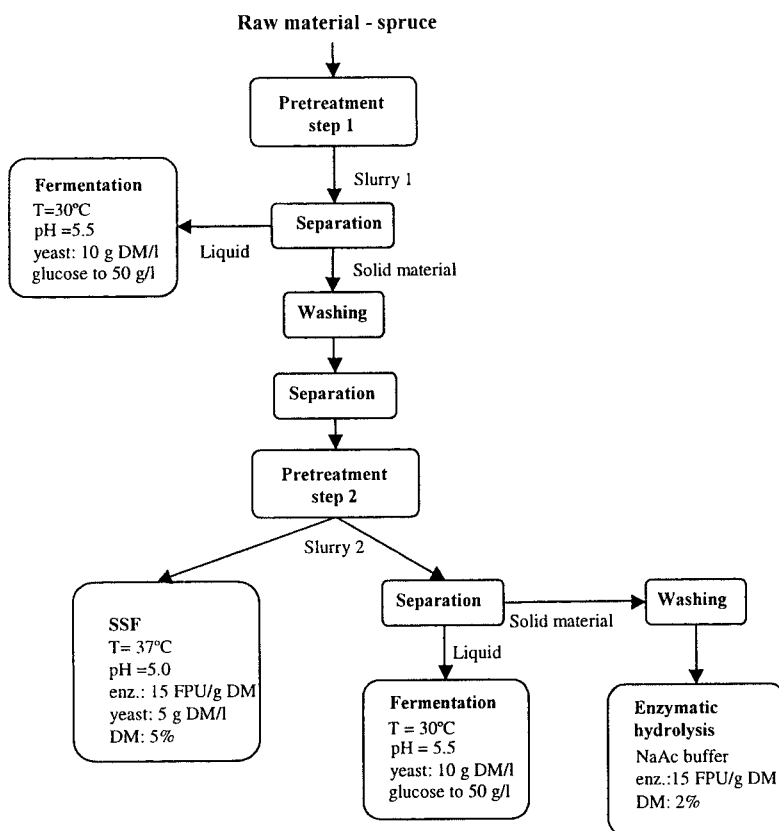 Raw material - spruce
Pretreatment
step 1
Slurry 1
Fermentation
T=30ºC
pH =5.5
yeast: 10 g DM/l
glucose to 50 g/l
Liquid
Separation
Solid material
Washing
Separation
Pretreatment
step 2
Slurry 2
SSF
T= 37ºC
pH =5.0
enz.: 15 FPU/g DM
yeast: 5 g DM/l
DM: 5%
Separation
Solid material
Washing
Liquid
Fermentation
T = 30ºC
pH = 5.5
yeast: 10 g DM/l
glucose to 50 g/l
Enzymatic
hydrolysis
NaAc buffer
enz.:15 FPU/g DM
DM: 2%